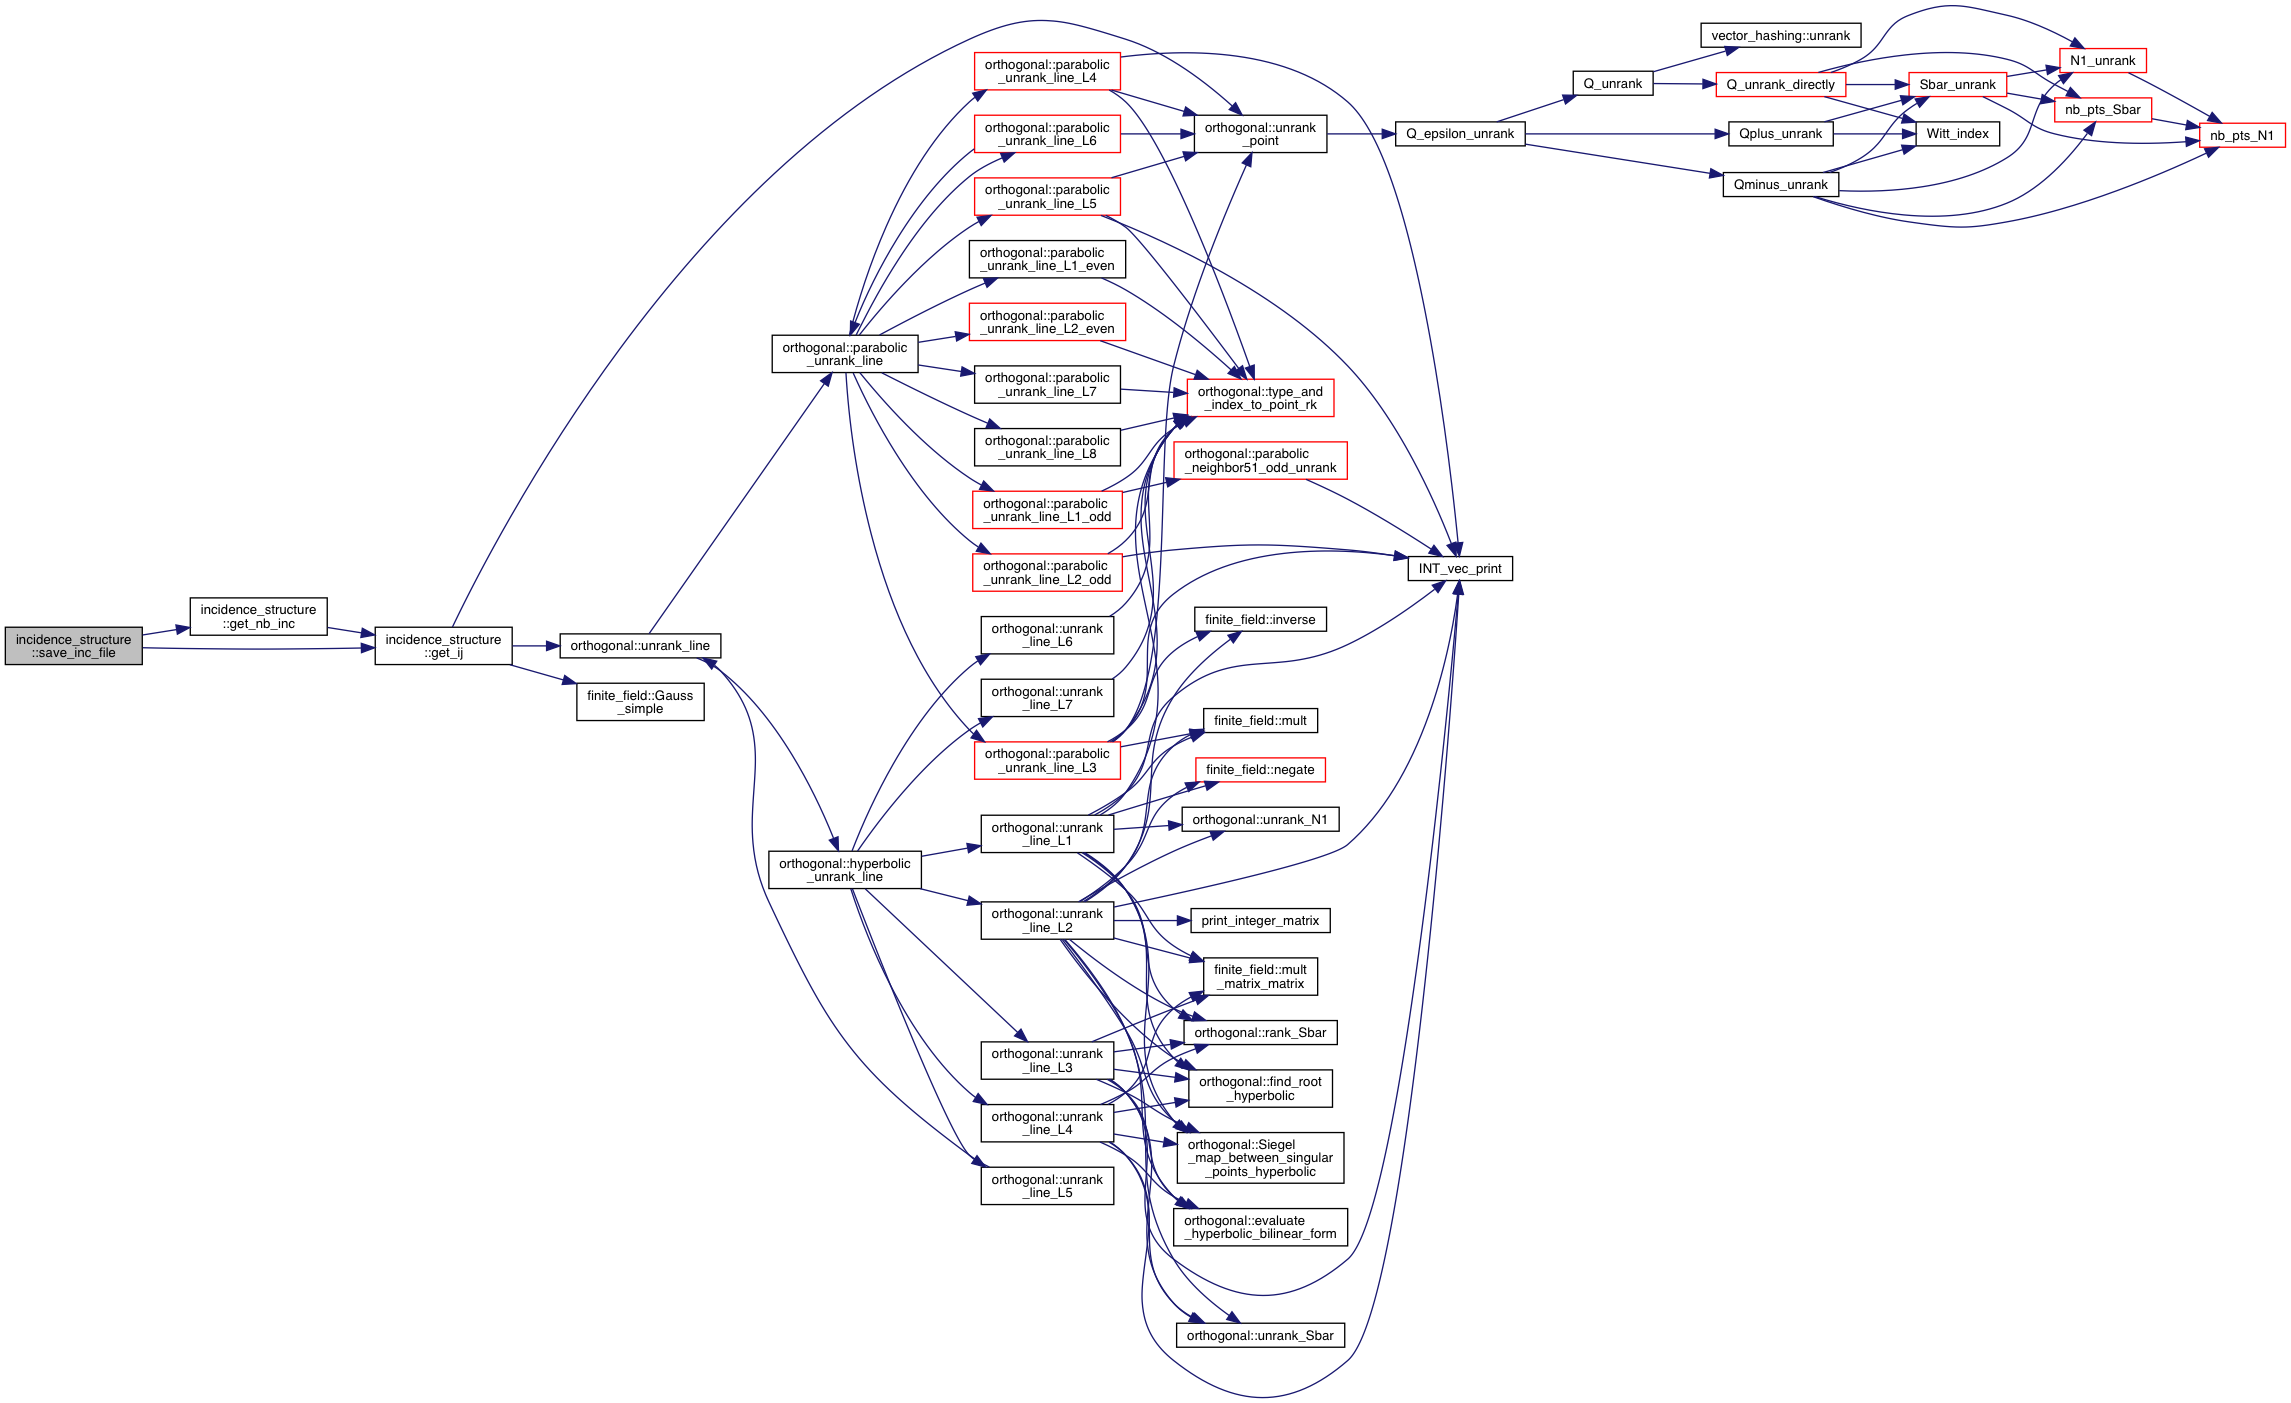 incidence_structure
::save_inc_file
incidence_structure
::get_nb_inc
incidence_structure
::get_ij
orthogonal::unrank_line
finite_field::Gauss
_simple
orthogonal::parabolic
_unrank_line
orthogonal::hyperbolic
_unrank_line
orthogonal::parabolic
_unrank_line_L4
orthogonal::parabolic
_unrank_line_L6
orthogonal::parabolic
_unrank_line_L5
orthogonal::parabolic
_unrank_line_L1_even
orthogonal::parabolic
_unrank_line_L2_even
orthogonal::parabolic
_unrank_line_L7
orthogonal::parabolic
_unrank_line_L8
orthogonal::parabolic
_unrank_line_L1_odd
orthogonal::parabolic
_unrank_line_L2_odd
orthogonal::unrank
_line_L6
orthogonal::unrank
_line_L7
orthogonal::parabolic
_unrank_line_L3
orthogonal::unrank
_line_L1
orthogonal::unrank
_line_L2
orthogonal::unrank
_line_L3
orthogonal::unrank
_line_L4
orthogonal::unrank
_line_L5
orthogonal::unrank
_point
orthogonal::type_and
_index_to_point_rk
orthogonal::parabolic
_neighbor51_odd_unrank
finite_field::inverse
finite_field::mult
finite_field::negate
orthogonal::unrank_N1
print_integer_matrix
finite_field::mult
_matrix_matrix
orthogonal::rank_Sbar
orthogonal::find_root
_hyperbolic
orthogonal::Siegel
_map_between_singular
_points_hyperbolic
orthogonal::evaluate
_hyperbolic_bilinear_form
orthogonal::unrank_Sbar
Q_epsilon_unrank
INT_vec_print
Q_unrank
vector_hashing::unrank
Q_unrank_directly
Qplus_unrank
Qminus_unrank
Sbar_unrank
Witt_index
N1_unrank
nb_pts_Sbar
nb_pts_N1